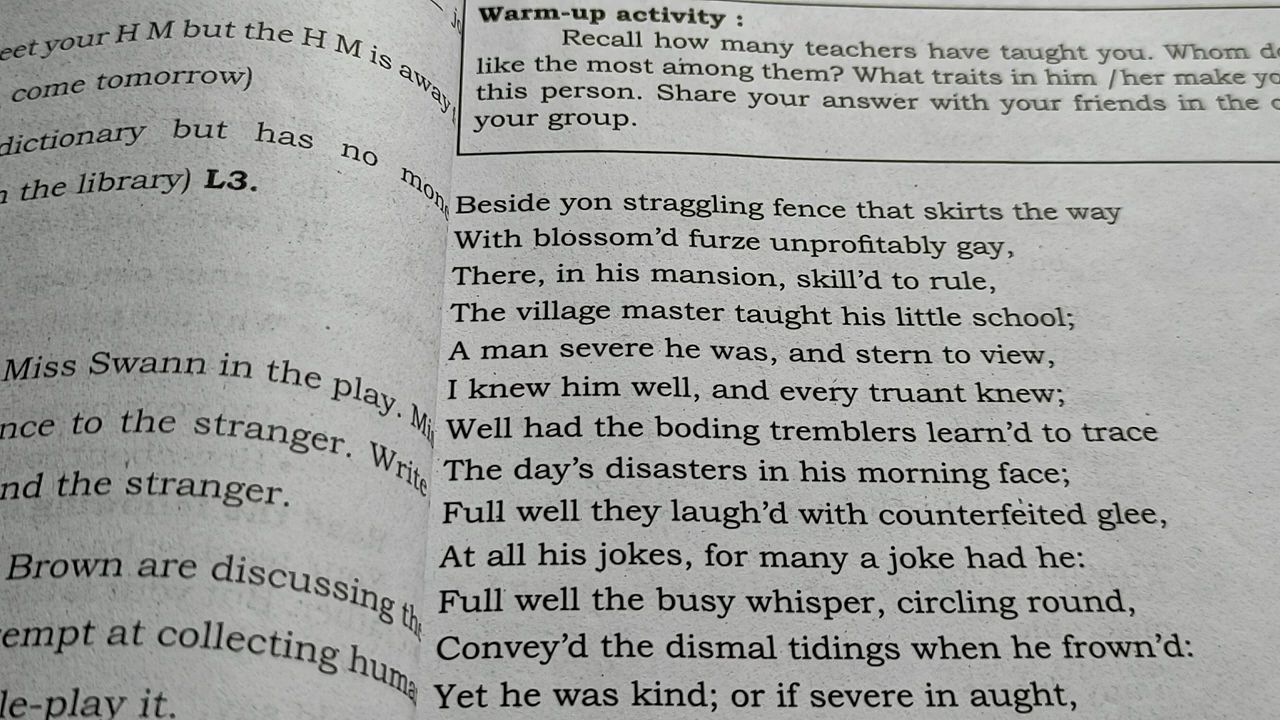 eet your H M but the H M is away
come tomorrow)
dictionary but has no
the library) L3.
Miss Swann in the play.
nce to the stranger. Write
nd the stranger.
Brown are discussing
empt at collecting
le-play it.
Warm-up activity :
Recall how many teachers have taught you. Whom
like the most among them? What traits in him /her make
this person. Share your answer with your friends in the
your group.
Beside yon straggling fence that skirts the way
With blossom'd furze unprofitably gay,
There, in his mansion, skill'd to rule,
The village master taught his little school;
A man severe he was, and stern to view,
I knew him well, and every truant knew;
Well had the boding tremblers learn'd to trace
The day's disasters in his morning face;
Full well they laugh'd with counterfeited glee,
At all his jokes, for many a joke had he:
Full well the busy whisper, circling round,
Convey'd the dismal tidings when he frown'd:
Yet he was kind; or if severe in aught,